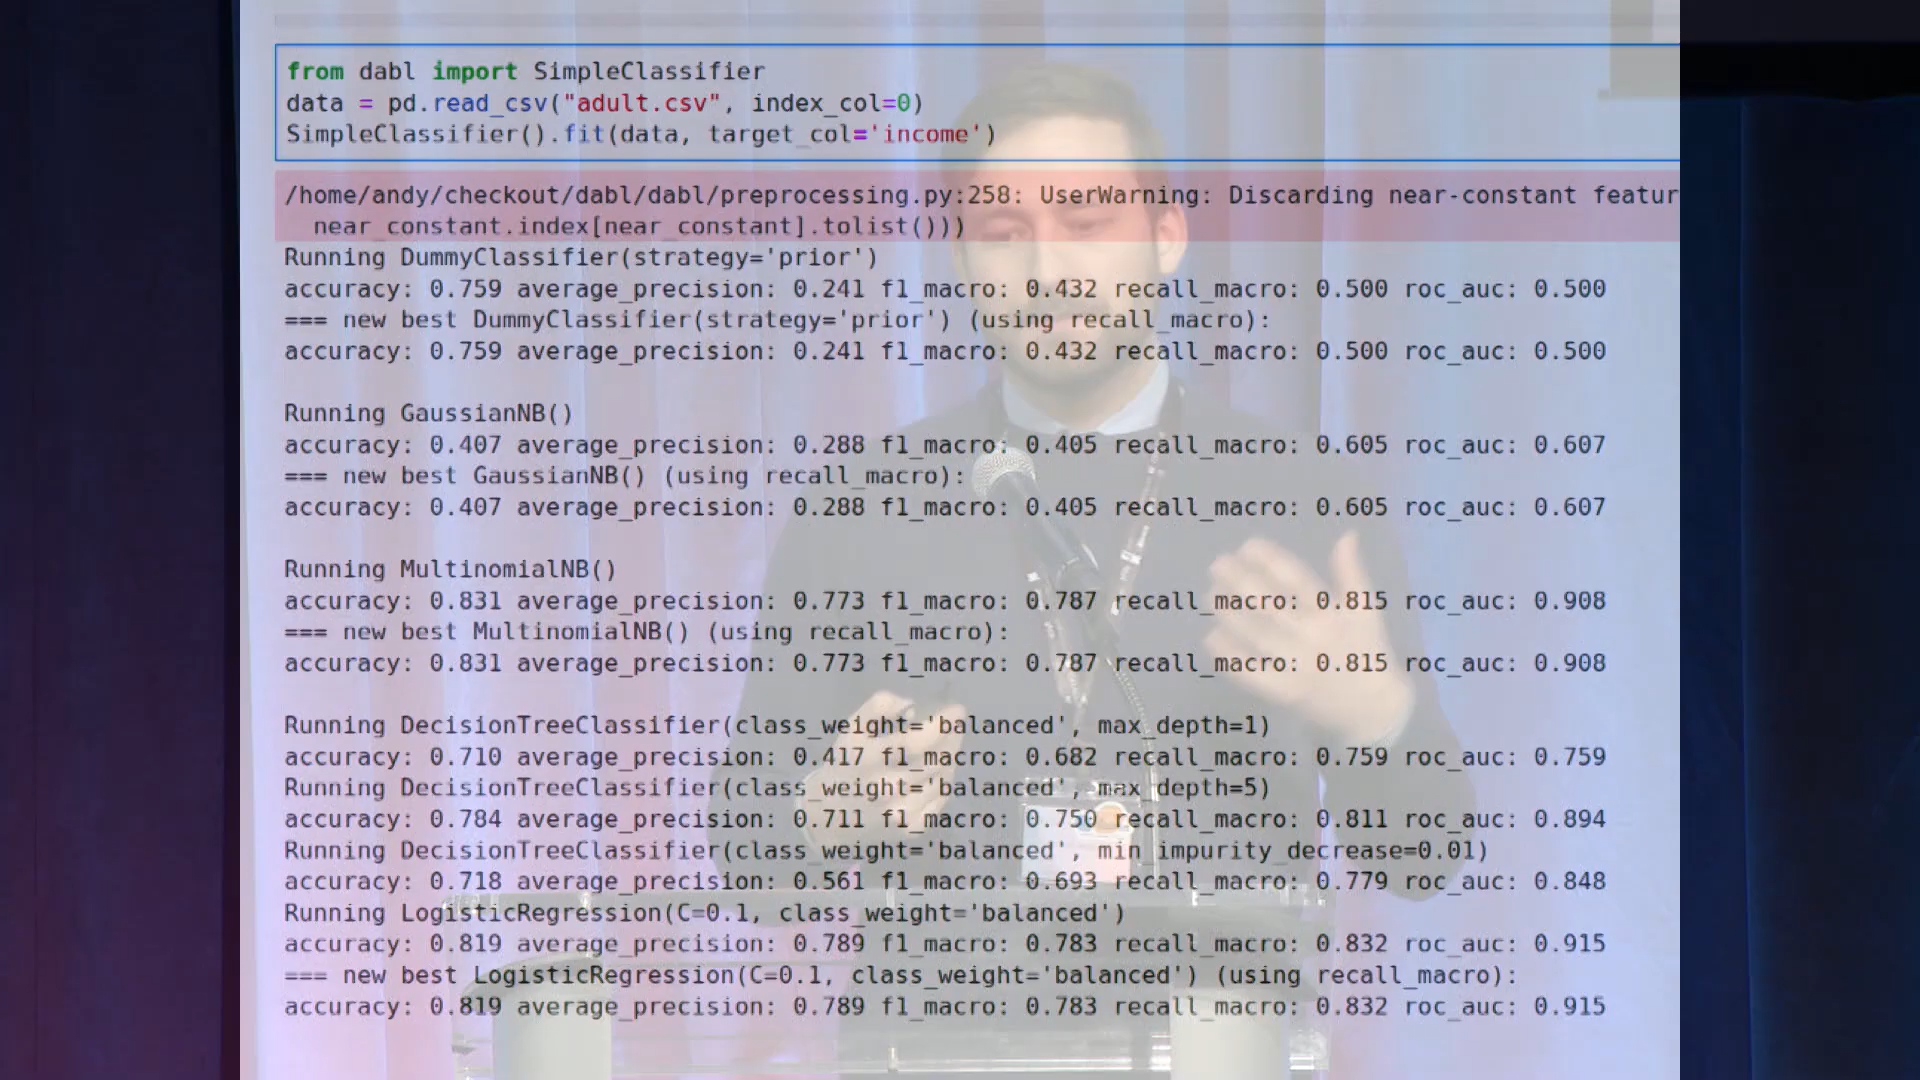 from dabl import SimpleClassifier
data = pd.read_csv("adult.csv", index_col=0)
SimpleClassifier().fit(data, target_col='income')
/home/andy/checkout/dabl/dabl/preprocessing.py:258: UserWarning: Discarding near-constant featur
near_constant.index[near_constant].tolist()))
Running DummyClassifier(strategy='prior')
accuracy: 0.759 average_precision: 0.241 f1_macro: 0.432 recall_macro: 0.500 roc_auc: 0.500
=== new best DummyClassifier(strategy='prior') (using recall_macro):
accuracy: 0.759 average_precision: 0.241 f1_macro: 0.432 recall_macro: 0.500 roc_auc: 0.500
Running GaussianNB()
accuracy: 0.407 average_precision: 0.288 f1_macro: 0.405 recall_macro: 0.605 roc_auc: 0.607
=== new best GaussianNB() (using recall_macro):
accuracy: 0.407 average_precision: 0.288 f1_macro: 0.405 recall_macro: 0.605 roc_auc: 0.607
Running MultinomialNB()
accuracy: 0.831 average_precision: 0.773 f1_macro: 0.787 recall_macro: 0.815 roc_auc: 0.908
=== new best MultinomialNB() (using recall_macro):
accuracy: 0.831 average_precision: 0.773 f1_macro: 0.787 recall_macro: 0.815 roc_auc: 0.908
Running DecisionTreeClassifier(class_weight='balanced', max_depth=1)
accuracy: 0.710 average_precision: 0.417 f1_macro: 0.682 recall_macro: 0.759 roc_auc: 0.759
Running DecisionTreeClassifier(class_weight='balanced', max_depth=5)
accuracy: 0.784 average_precision: 0.711 f1_macro: 0.750 recall_macro: 0.811 roc_auc: 0.894
Running DecisionTreeClassifier(class_weight='balanced', min_impurity_decrease=0.01)
accuracy: 0.718 average_precision: 0.561 f1_macro: 0.693 recall_macro: 0.779 roc_auc: 0.848
Running LogisticRegression(C=0.1, class_weight='balanced')
accuracy: 0.819 average_precision: 0.789 f1_macro: 0.783 recall_macro: 0.832 roc_auc: 0.915
=== new best LogisticRegression(C=0.1, class_weight='balanced') (using recall_macro):
accuracy: 0.819 average_precision: 0.789 f1_macro: 0.783 recall_macro: 0.832 roc_auc: 0.915